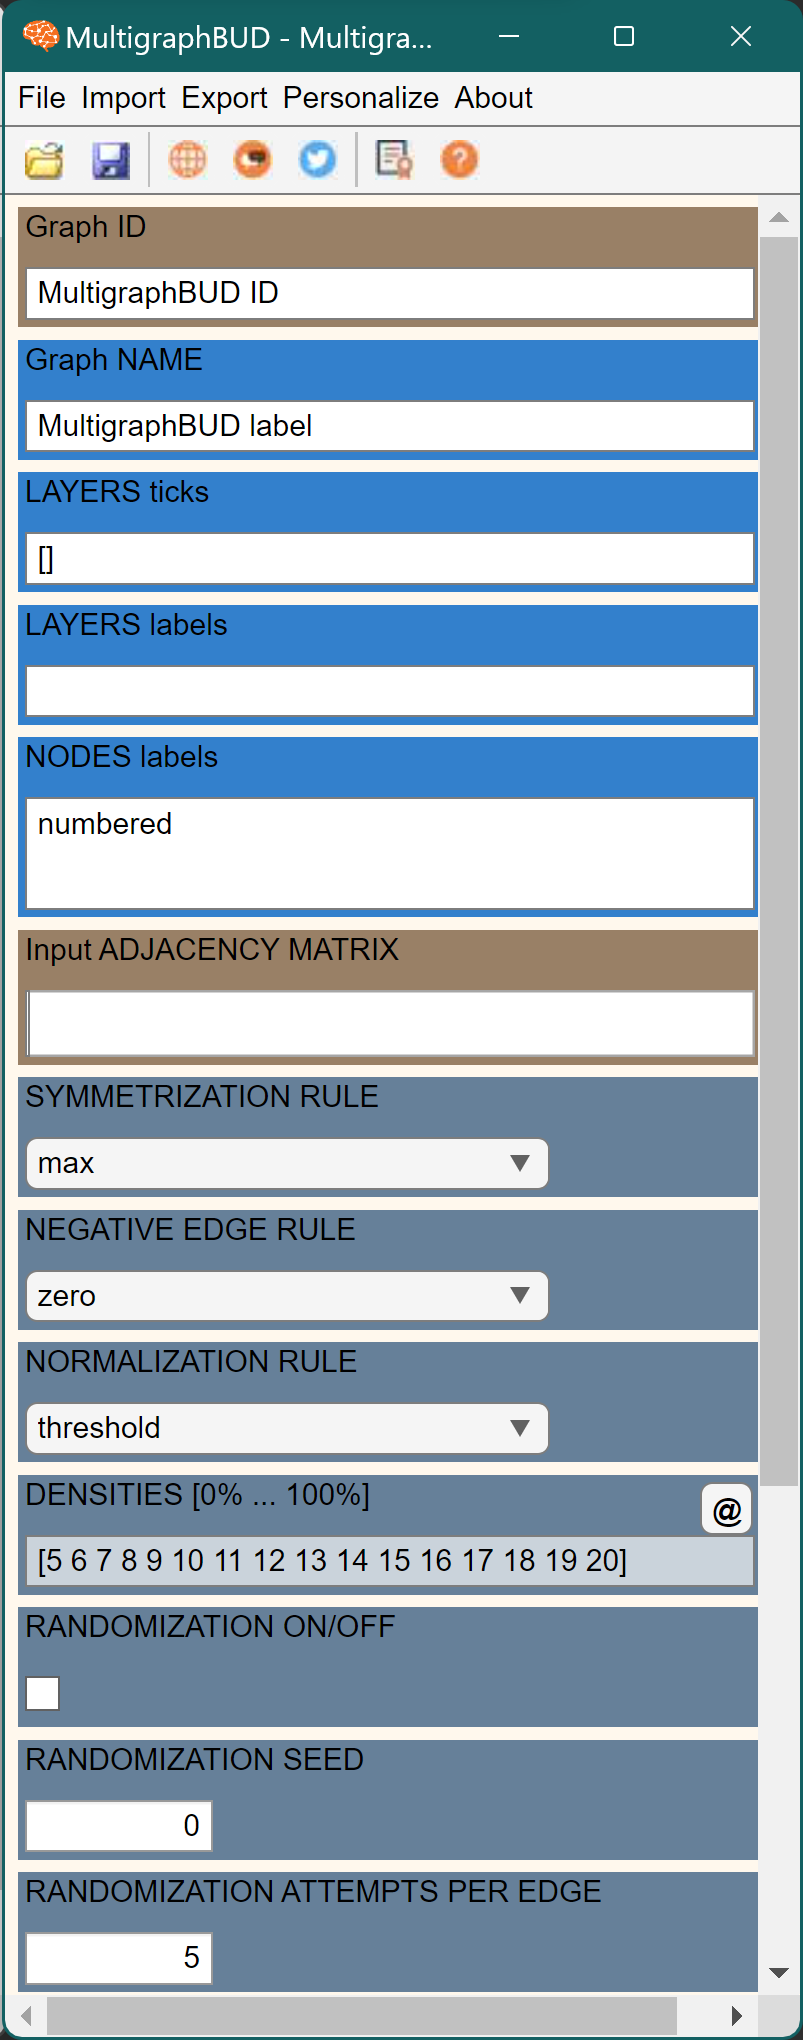 MultigraphBUD - Multigra...
File Import Export Personalize About
Graph ID
MultigraphBUD ID
Graph NAME
MultigraphBUD label
LAYERS ticks
[]
LAYERS labels
NODES labels
numbered
Input ADJACENCY MATRIX
SYMMETRIZATION RULE
max
NEGATIVE EDGE RULE
zero
NORMALIZATION RULE
threshold
DENSITIES [0% ... 100%]
@
[5 6 7 8 9 10 11 12 13 14 15 16 17 18 19 20]
RANDOMIZATION ON/OFF
RANDOMIZATION SEED
0
RANDOMIZATION ATTEMPTS PER EDGE
5